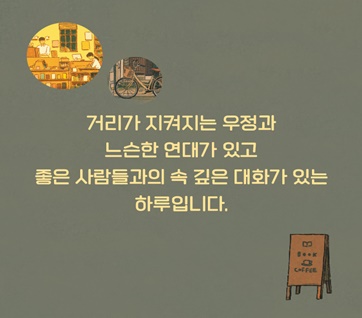 거리가 지켜지는 우정과
느슨한 연대가 있고
좋은 사람들과의 속 깊은 대화가 있는
하루입니다.
COFFEE